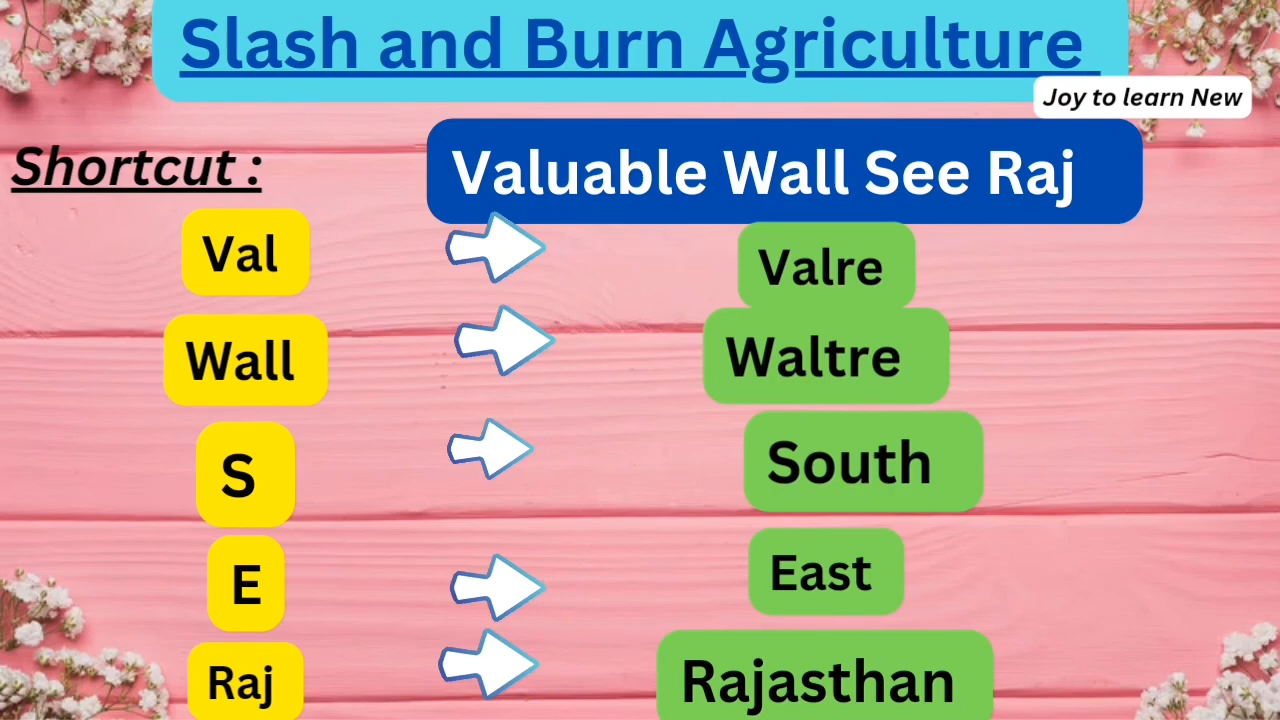 Slash and Burn Agriculture
Joy to learn New
Shortcut :
Valuable Wall See Raj
Val
Valre
Wall
Waltre
S
South
E
East
Raj
Rajasthan